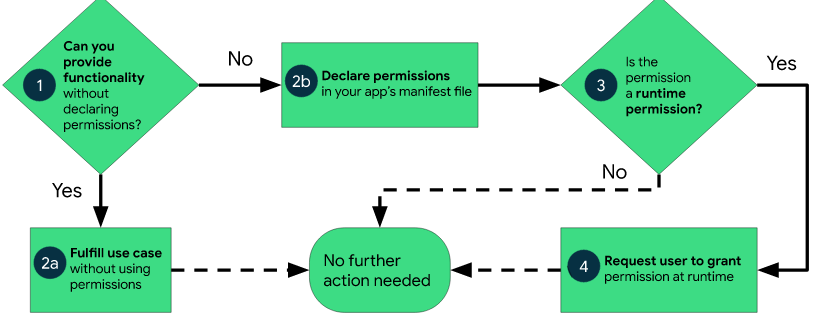 1
Can you
provide
functionality
without
declaring
permissions?
No
2b
Declare permissions
in your app's manifest file
3
Is the
permission
a runtime
permission?
Yes
No
Yes
2a
Fulfill use case
without using
permissions
No further
action needed
4
Request user to grant
permission at runtime